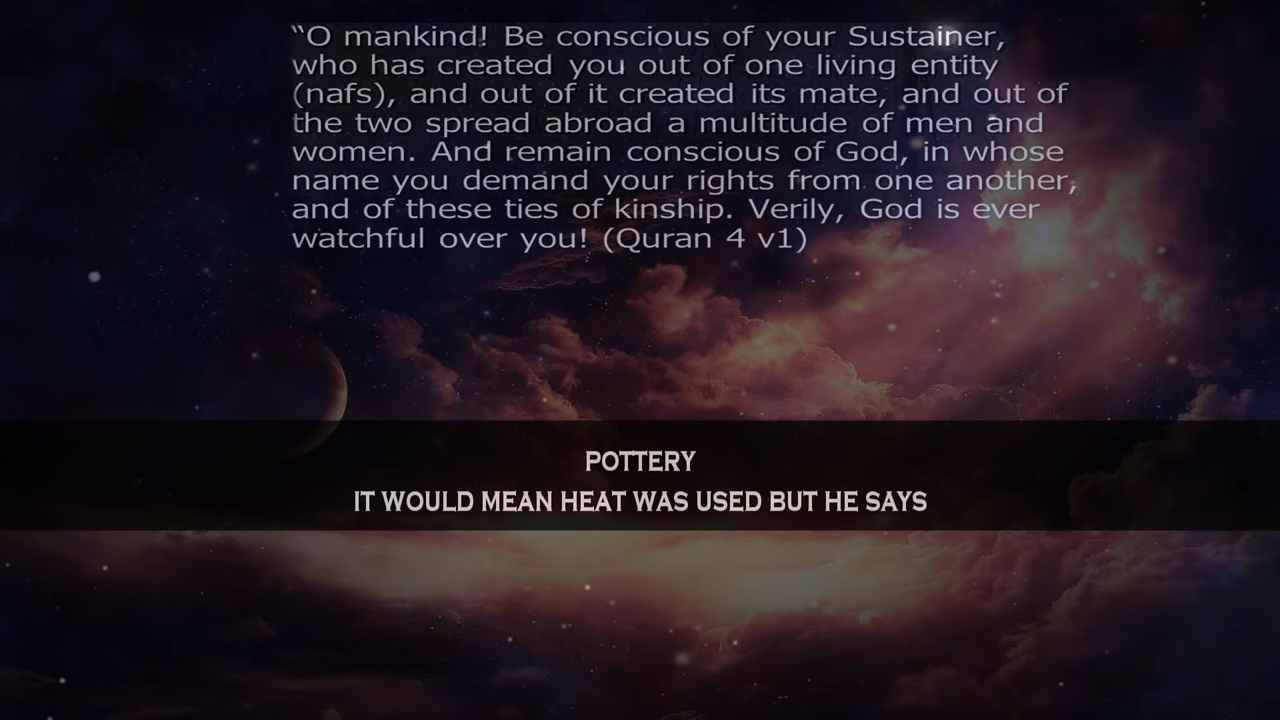 “O mankind! Be conscious of your Sustainer,
who has created you out of one living entity
(nafs), and out of it created its mate, and out of
the two spread abroad a multitude of men and
women. And remain conscious of God, in whose
name you demand your rights from one another,
and of these ties of kinship. Verily, God is ever
watchful over you! (Quran 4 v1)
POTTERY
IT WOULD MEAN HEAT WAS USED BUT HE SAYS